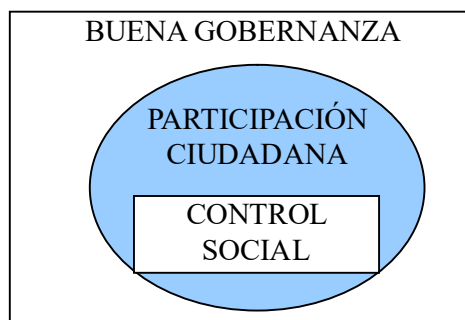 BUENA GOBERNANZA
PARTICIPACIÓN
CIUDADANA
CONTROL
SOCIAL